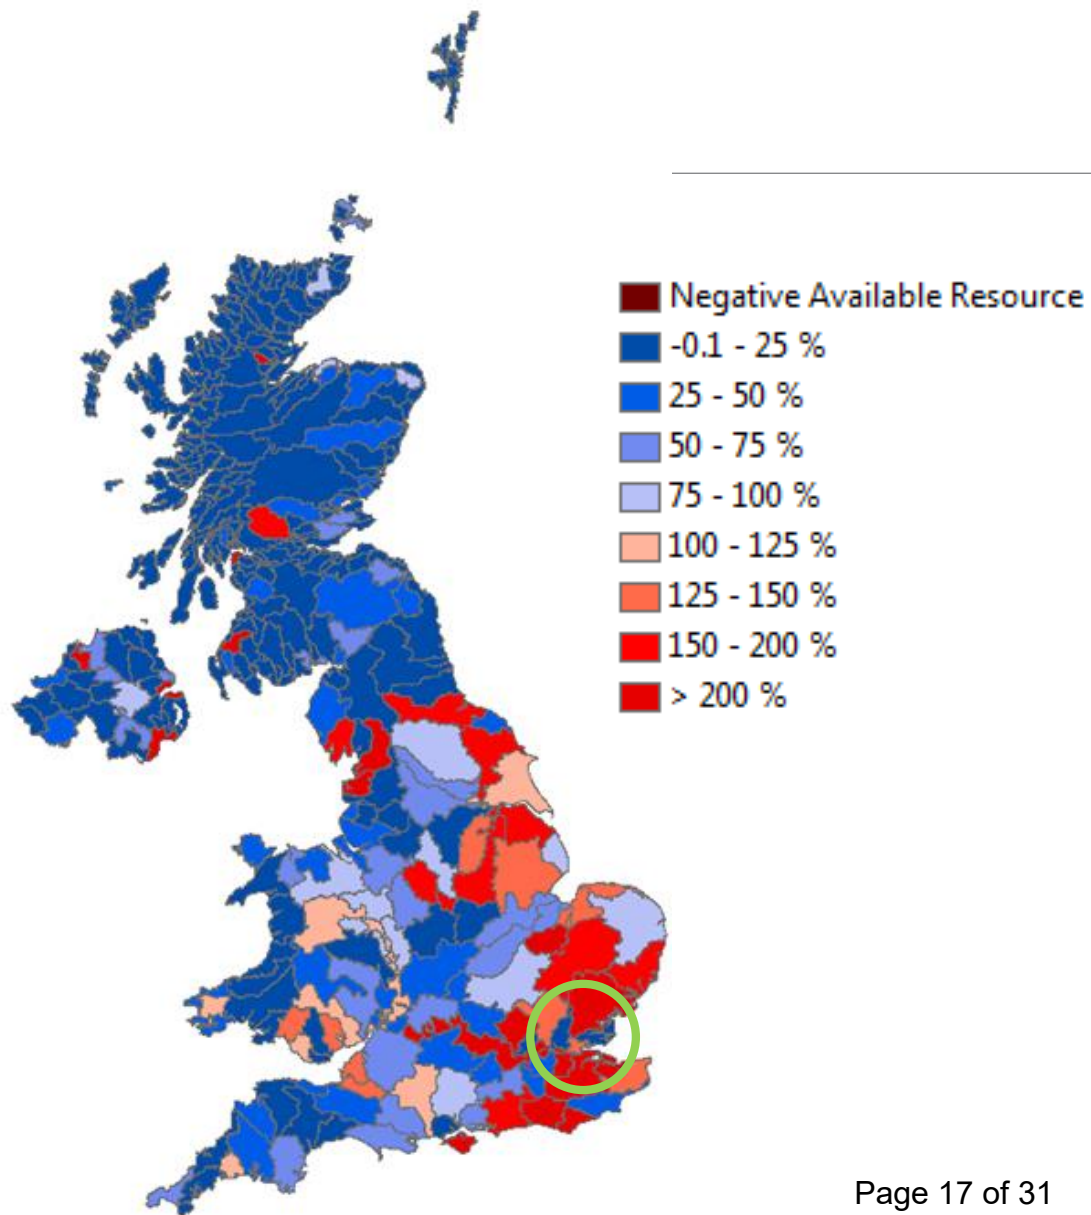 Negative Available Resource
-0.1 - 25 %
25 - 50 %
50 - 75 %
75 - 100 %
100 - 125 %
125 - 150 %
150 - 200 %
> 200 %
Page 17 of 31